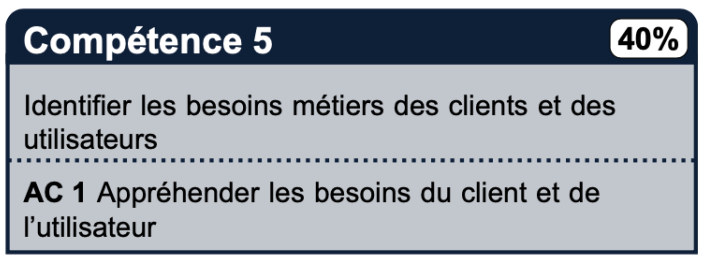 Compétence 5
40%
Identifier les besoins métiers des clients et des
utilisateurs
AC 1 Appréhender les besoins du client et de
l’utilisateur